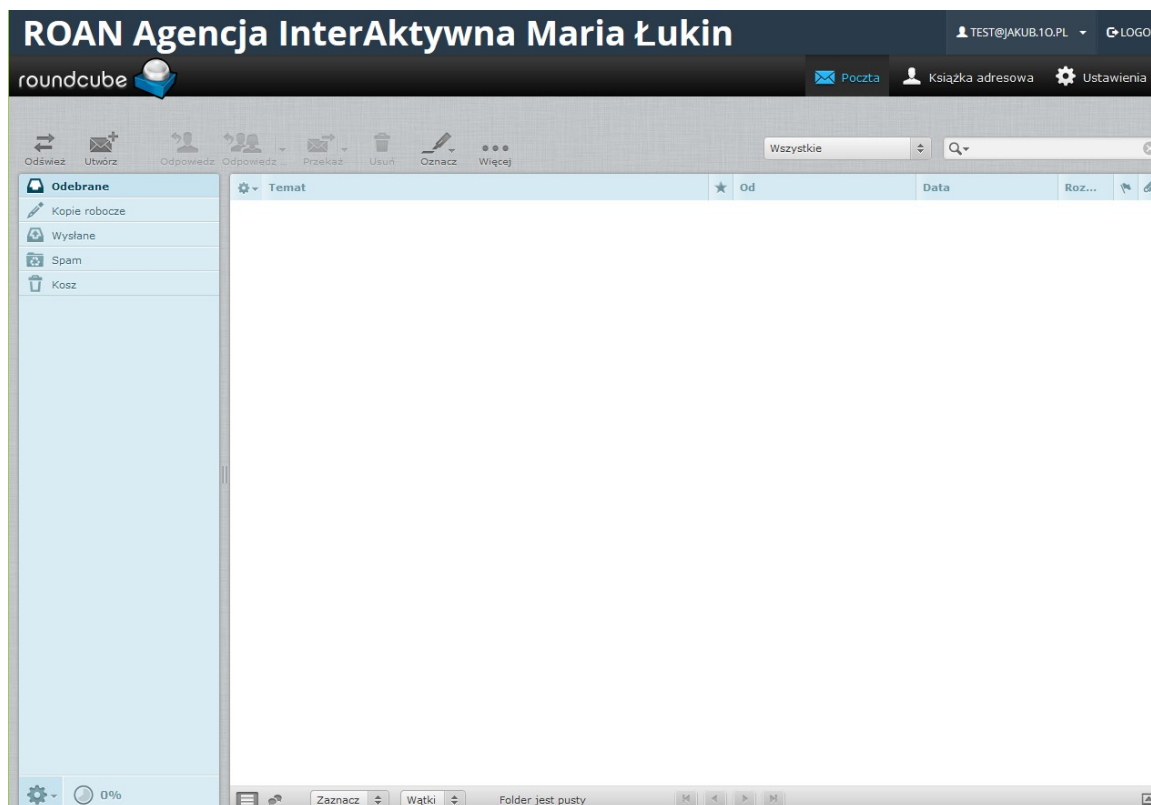 ROAN Agencja InterAktywna Maria Łukin
TEST@JAKUB.1O.PL LOGO
roundcube Poczta Książka adresowa Ustawienia
Odśwież Utwórz Odpowiedz Odpowiedz... Przekaż Usuń Oznacz Więcej Wszystkie
Odebrane Temat Od Data Roz...
Kopie robocze
Wysłane
Spam
Kosz
0% Zaznacz Wątki Folder jest pusty